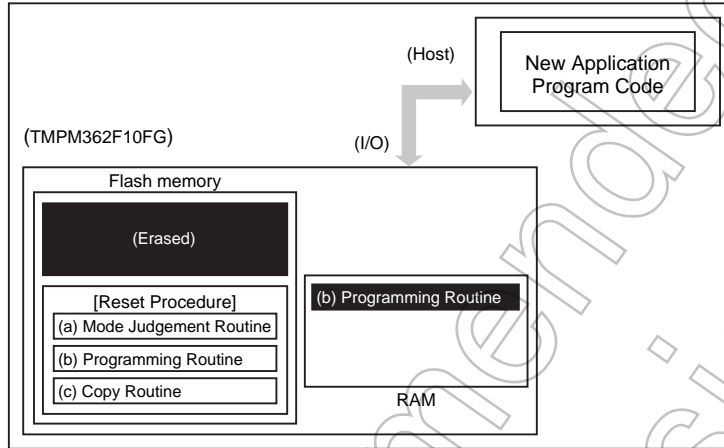 (Host)
New Application
Program Code
(TMPM362F10FG)
(I/O)
Flash memory
(Erased)
[Reset Procedure]
(a) Mode Judgement Routine
(b) Programming Routine
(c) Copy Routine
(b) Programming Routine
RAM